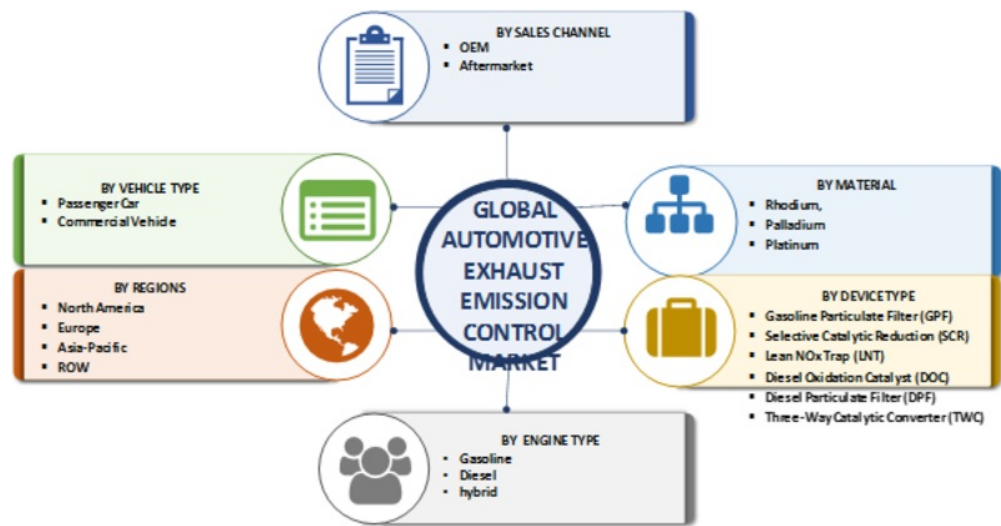 BY SALES CHANNEL
▪ OEM
▪ Aftermarket
BY VEHICLE TYPE
▪ Passenger Car
▪ Commercial Vehicle
BY REGIONS
▪ North America
▪ Europe
▪ Asia-Pacific
▪ ROW
GLOBAL
AUTOMOTIVE
EXHAUST
EMISSION
CONTROL
MARKET
BY MATERIAL
▪ Rhodium,
▪ Palladium
▪ Platinum
BY DEVICE TYPE
▪ Gasoline Particulate Filter (GPF)
▪ Selective Catalytic Reduction (SCR)
▪ Lean NOx Trap (LNT)
▪ Diesel Oxidation Catalyst (DOC)
▪ Diesel Particulate Filter (DPF)
▪ Three-Way Catalytic Converter (TWC)
BY ENGINE TYPE
▪ Gasoline
▪ Diesel
▪ hybrid